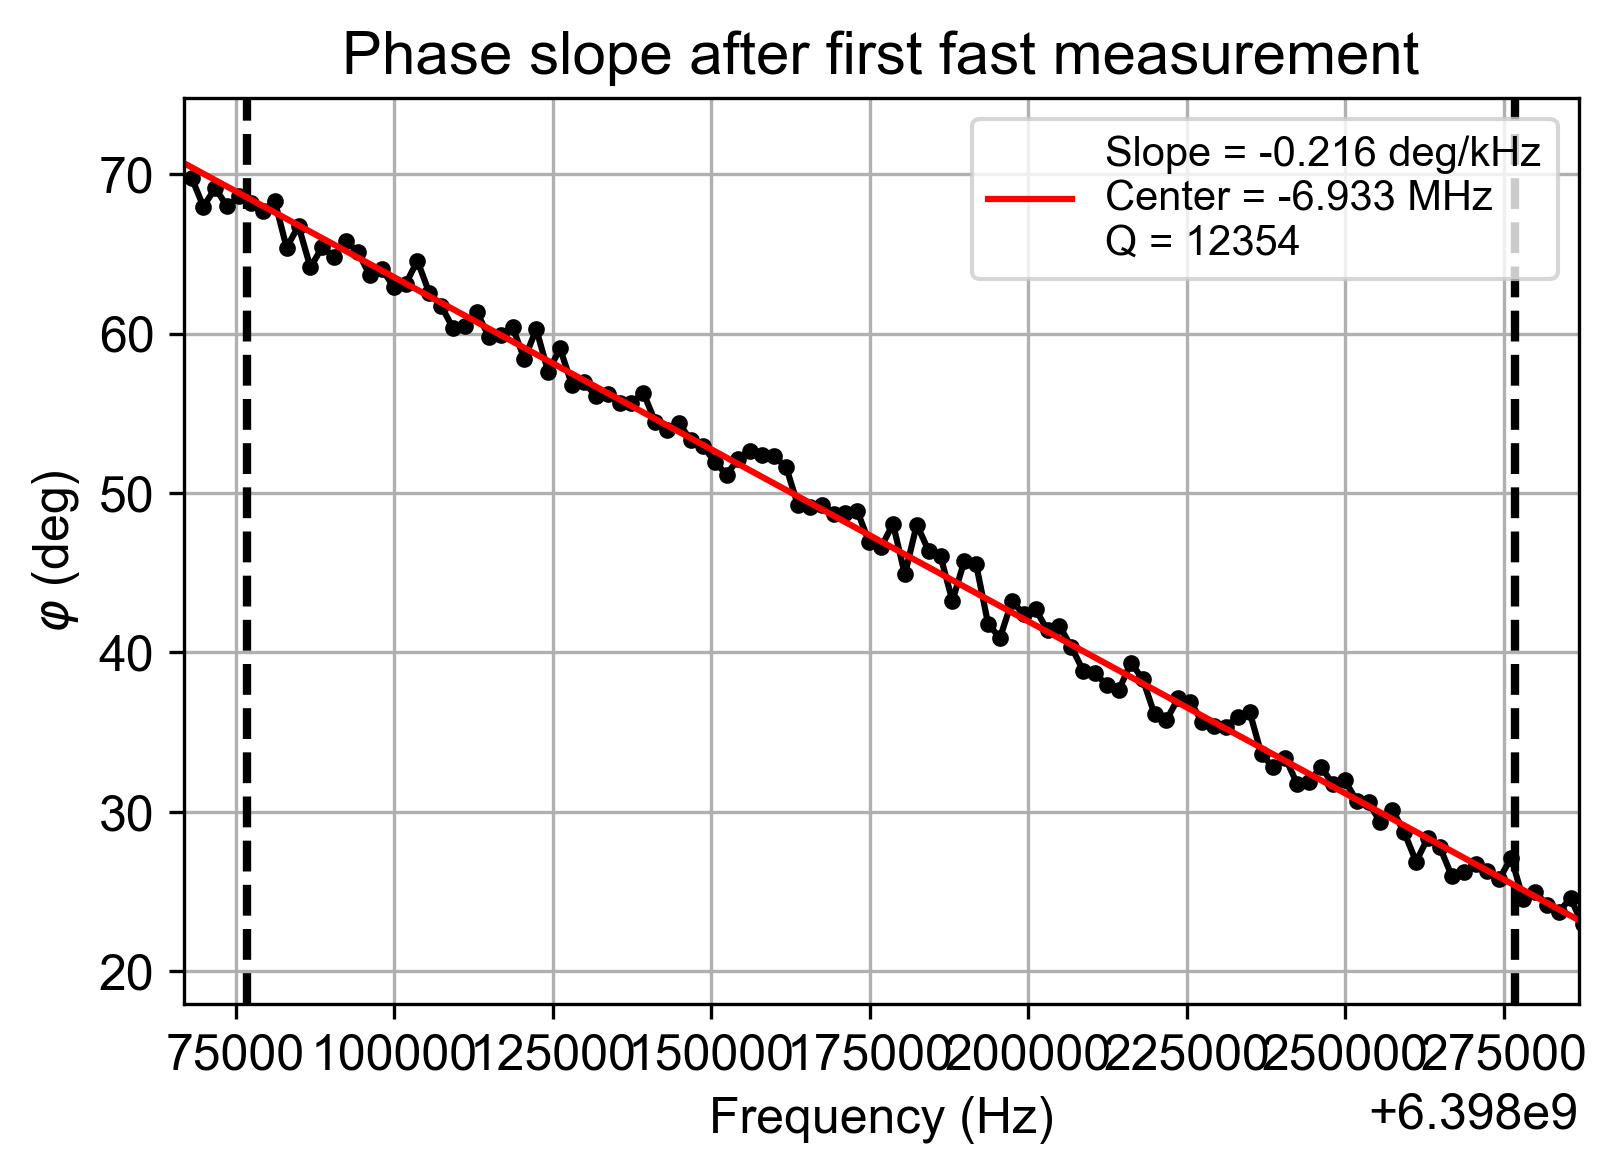 Phase slope after first fast measurement
Slope = -0.216 deg/kHz
Center = -6.933 MHz
Q = 12354
70
60
50
40
30
20
φ (deg)
75000 100000 125000 150000 175000 200000 225000 250000 275000
Frequency (Hz)
+6.398e9